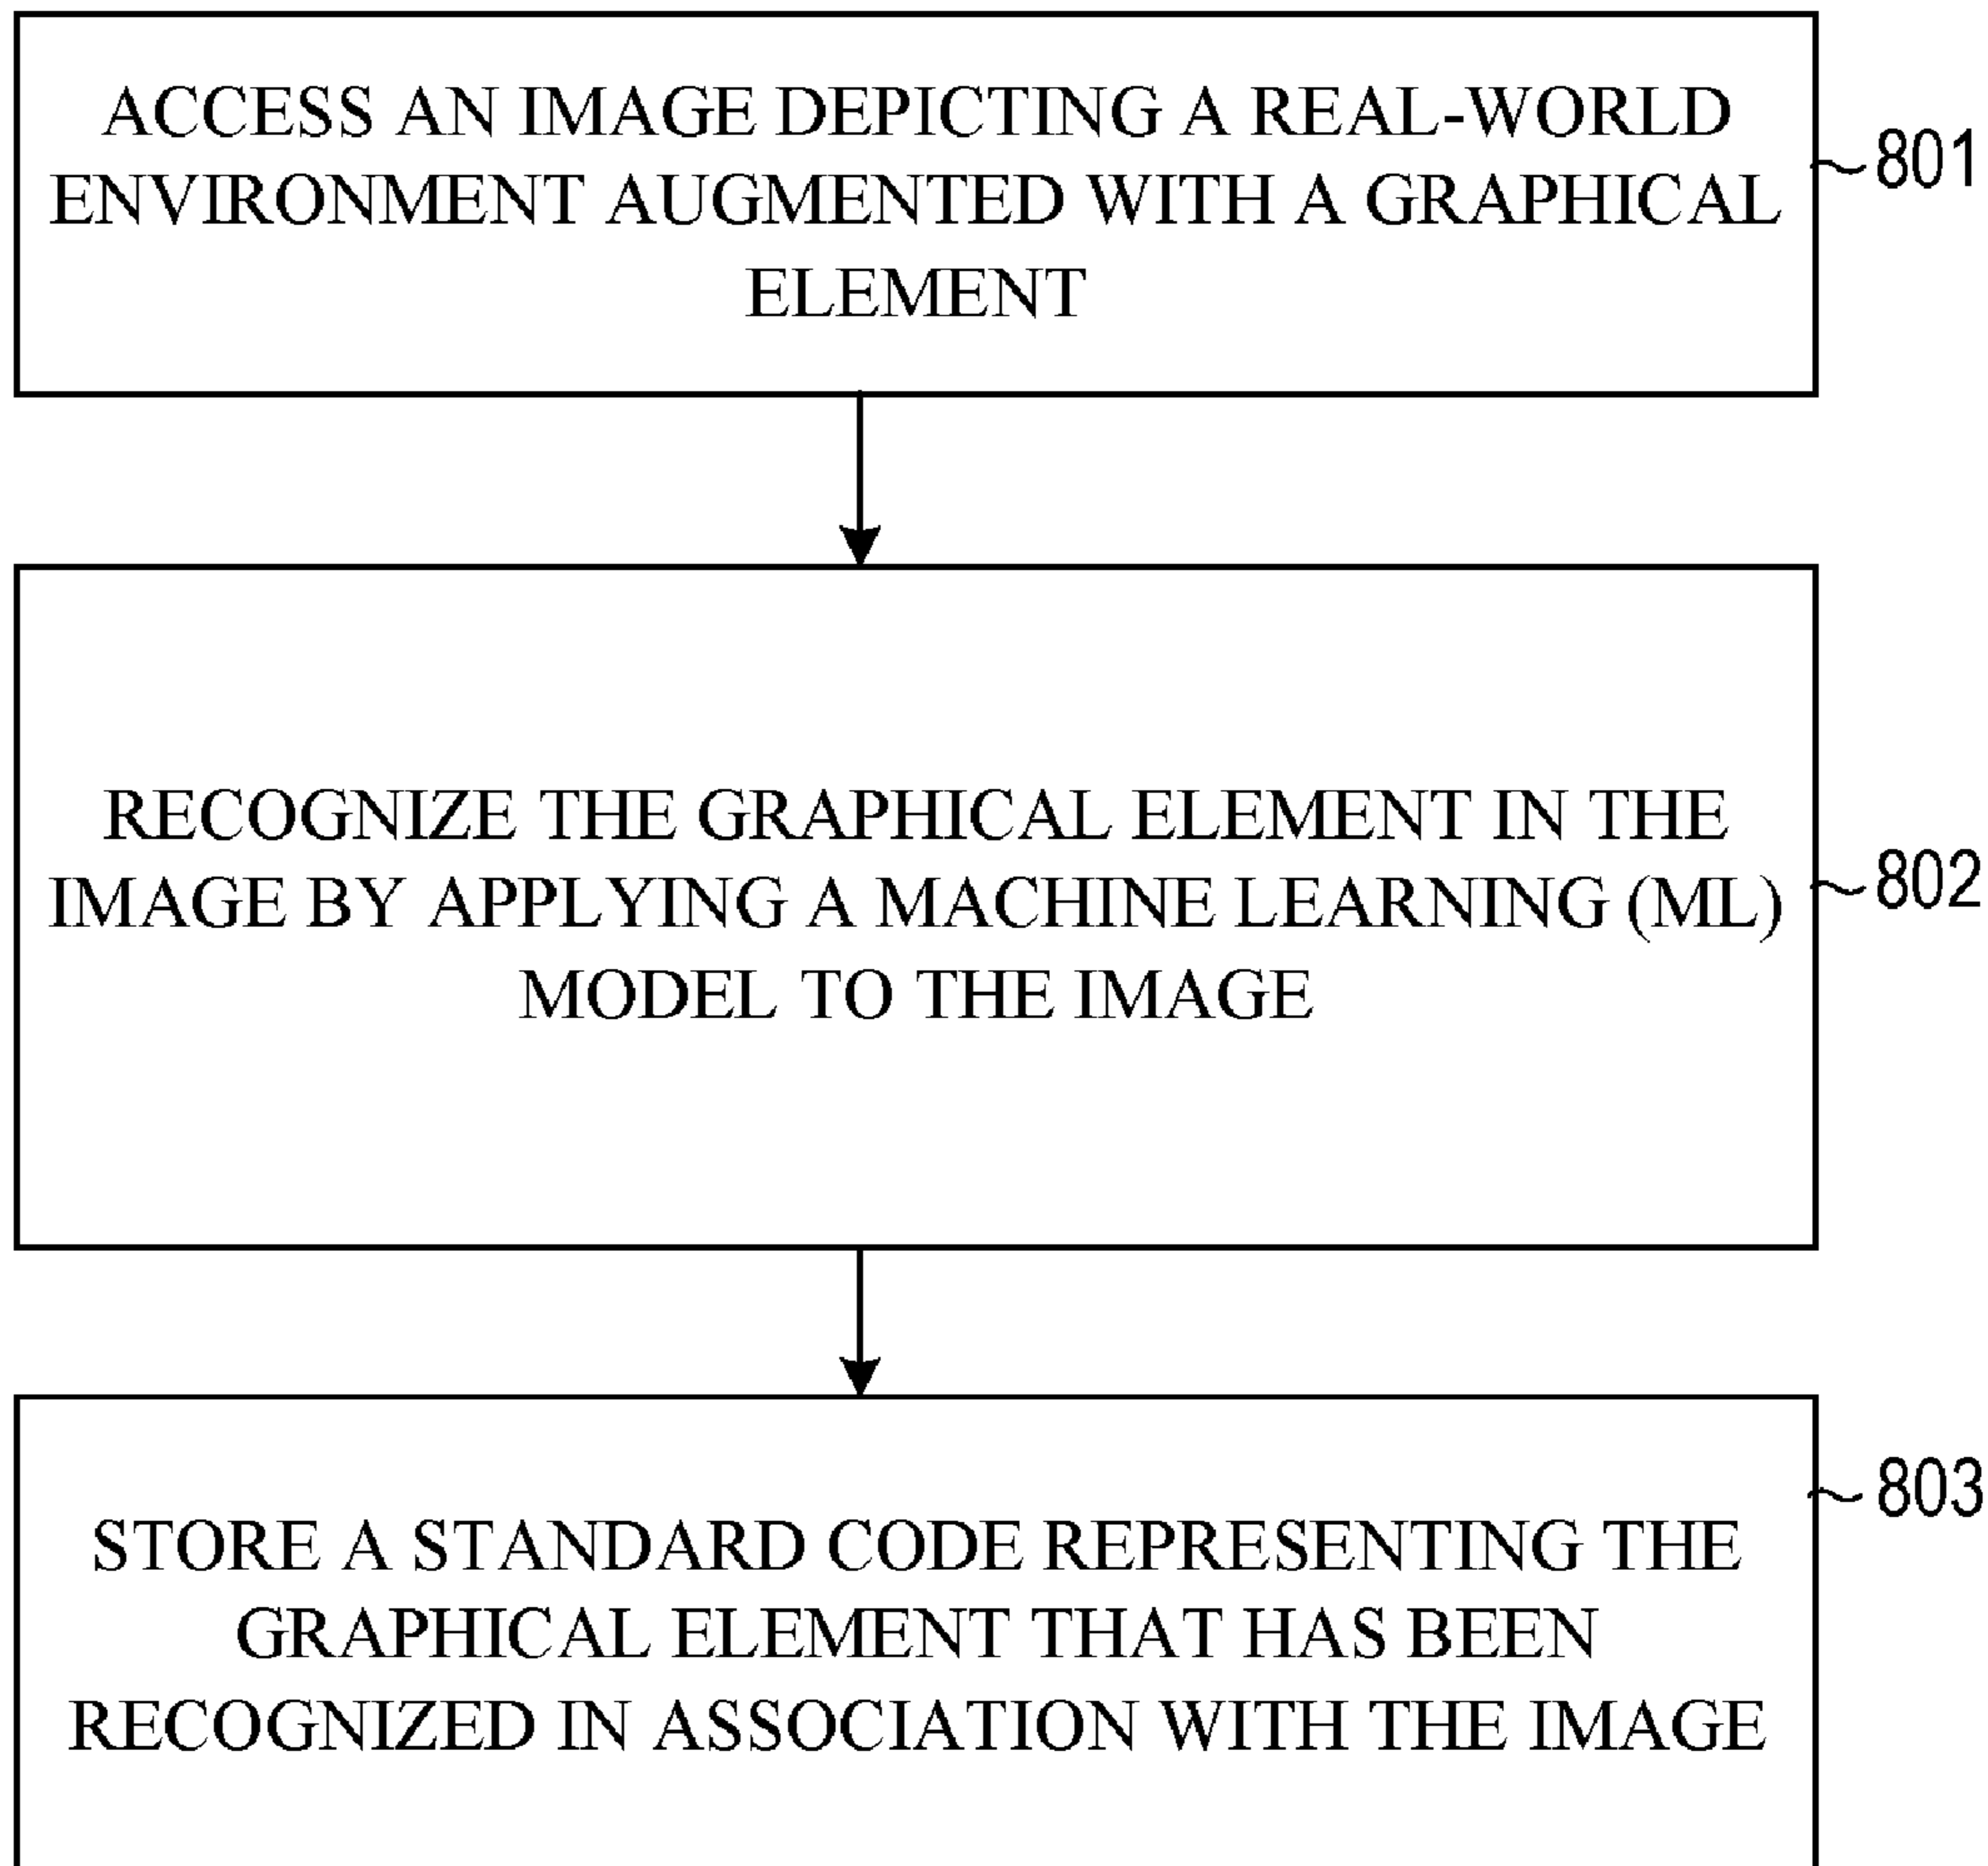 ACCESS AN IMAGE DEPICTING A REAL-WORLD
ENVIRONMENT AUGMENTED WITH A GRAPHICAL
ELEMENT
801
RECOGNIZE THE GRAPHICAL ELEMENT IN THE
IMAGE BY APPLYING A MACHINE LEARNING (ML)
MODEL TO THE IMAGE
802
STORE A STANDARD CODE REPRESENTING THE
GRAPHICAL ELEMENT THAT HAS BEEN
RECOGNIZED IN ASSOCIATION WITH THE IMAGE
803